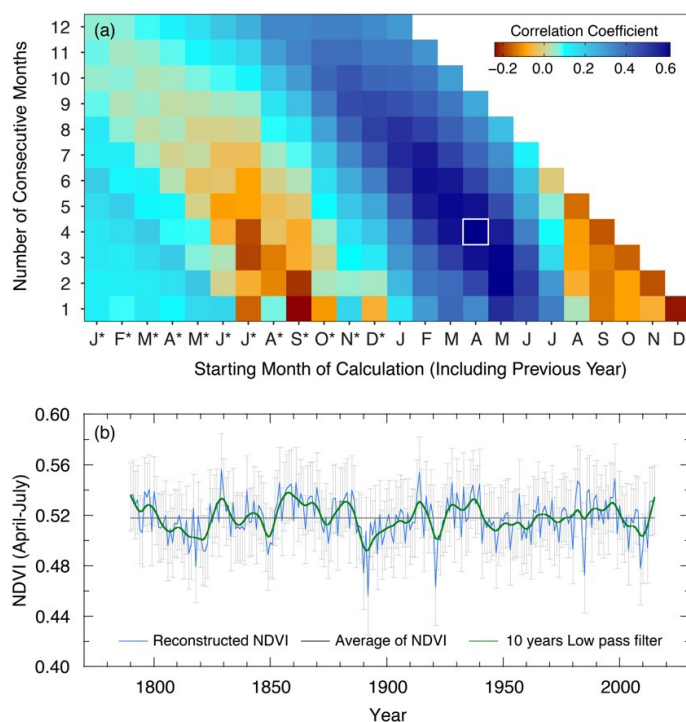 (a)
Correlation Coefficient
−0.2 0.0 0.2 0.4 0.6
Number of Consecutive Months
12
11
10
9
8
7
6
5
4
3
2
1
J* F* M* A* M* J* J* A* S* O* N* D* J F M A M J J A S O N D
Starting Month of Calculation (Including Previous Year)
(b)
NDVI (April-July)
0.60
0.56
0.52
0.48
0.44
0.40
Reconstructed NDVI Average of NDVI 10 years Low pass filter
1800 1850 1900 1950 2000
Year